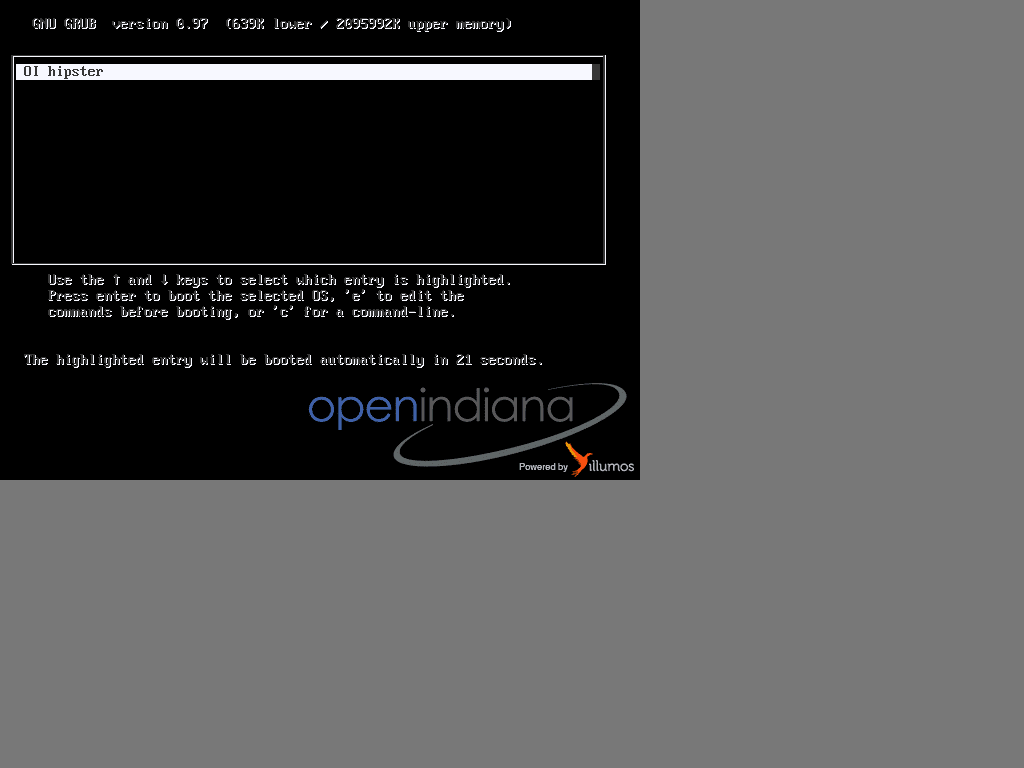 GNU GRUB  version 0.97  (639K lower / 2095992K upper memory)
OI hipster
Use the ↑ and ↓ keys to select which entry is highlighted.
Press enter to boot the selected OS, 'e' to edit the
commands before booting, or 'c' for a command-line.
The highlighted entry will be booted automatically in 21 seconds.
openindiana
Powered by illumos